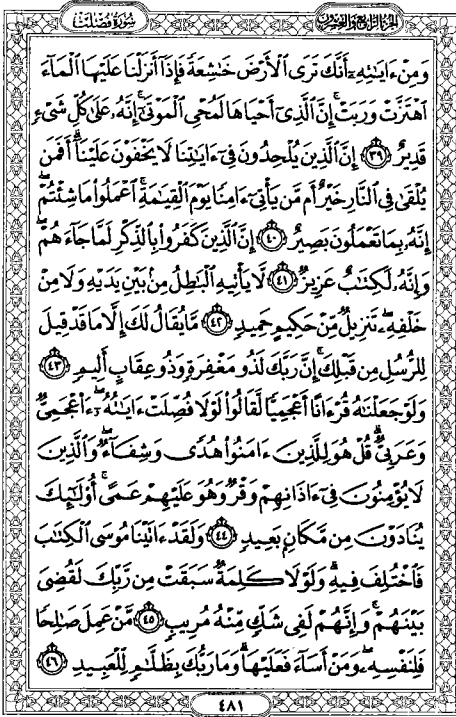 الجزء الرابع والعشرون سورة فصلت
وَمِنْ ءَايَٰتِهِۦٓ أَنَّكَ تَرَى ٱلْأَرْضَ خَٰشِعَةً فَإِذَآ أَنزَلْنَا عَلَيْهَا ٱلْمَآءَ
ٱهْتَزَّتْ وَرَبَتْ ۚ إِنَّ ٱلَّذِىٓ أَحْيَاهَا لَمُحْىِ ٱلْمَوْتَىٰٓ ۚ إِنَّهُۥ عَلَىٰ كُلِّ شَىْءٍ
قَدِيرٌ ٣٩ إِنَّ ٱلَّذِينَ يُلْحِدُونَ فِىٓ ءَايَٰتِنَا لَا يَخْفَوْنَ عَلَيْنَآ ۗ أَفَمَن
يُلْقَىٰ فِى ٱلنَّارِ خَيْرٌ أَم مَّن يَأْتِىٓ ءَامِنًا يَوْمَ ٱلْقِيَٰمَةِ ۚ ٱعْمَلُوا۟ مَا شِئْتُمْ ۖ
إِنَّهُۥ بِمَا تَعْمَلُونَ بَصِيرٌ ٤٠ إِنَّ ٱلَّذِينَ كَفَرُوا۟ بِٱلذِّكْرِ لَمَّا جَآءَهُمْ ۖ
وَإِنَّهُۥ لَكِتَٰبٌ عَزِيزٌ ٤١ لَّا يَأْتِيهِ ٱلْبَٰطِلُ مِنۢ بَيْنِ يَدَيْهِ وَلَا مِنْ
خَلْفِهِۦ ۖ تَنزِيلٌ مِّنْ حَكِيمٍ حَمِيدٍ ٤٢ مَّا يُقَالُ لَكَ إِلَّا مَا قَدْ قِيلَ
لِلرُّسُلِ مِن قَبْلِكَ ۚ إِنَّ رَبَّكَ لَذُو مَغْفِرَةٍ وَذُو عِقَابٍ أَلِيمٍ ٤٣
وَلَوْ جَعَلْنَٰهُ قُرْءَانًا أَعْجَمِيًّا لَّقَالُوا۟ لَوْلَا فُصِّلَتْ ءَايَٰتُهُۥٓ ۖ ءَا۬عْجَمِىٌّ
وَعَرَبِىٌّ ۗ قُلْ هُوَ لِلَّذِينَ ءَامَنُوا۟ هُدًى وَشِفَآءٌ ۖ وَٱلَّذِينَ
لَا يُؤْمِنُونَ فِىٓ ءَاذَانِهِمْ وَقْرٌ وَهُوَ عَلَيْهِمْ عَمًى ۚ أُو۟لَٰٓئِكَ
يُنَادَوْنَ مِن مَّكَانٍۭ بَعِيدٍ ٤٤ وَلَقَدْ ءَاتَيْنَا مُوسَى ٱلْكِتَٰبَ
فَٱخْتُلِفَ فِيهِ ۗ وَلَوْلَا كَلِمَةٌ سَبَقَتْ مِن رَّبِّكَ لَقُضِىَ
بَيْنَهُمْ ۚ وَإِنَّهُمْ لَفِى شَكٍّ مِّنْهُ مُرِيبٍ ٤٥ مَّنْ عَمِلَ صَٰلِحًا
فَلِنَفْسِهِۦ ۖ وَمَنْ أَسَآءَ فَعَلَيْهَا ۗ وَمَا رَبُّكَ بِظَلَّٰمٍ لِّلْعَبِيدِ ٤٦
٤٨١